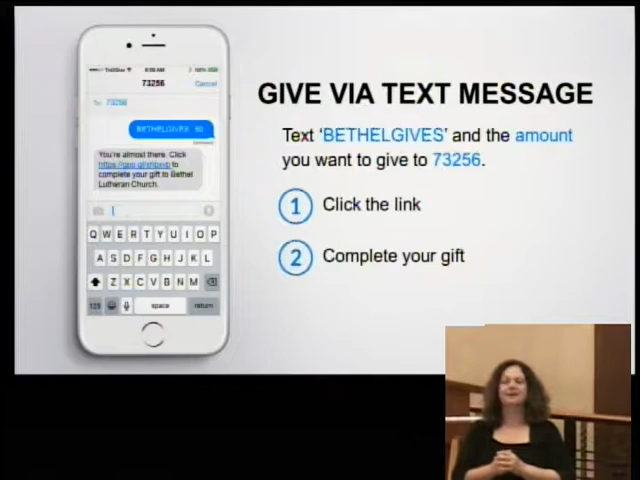 GIVE VIA TEXT MESSAGE
Text ‘BETHELGIVES’ and the amount
you want to give to 73256.
1 Click the link
2 Complete your gift
73256
Cancel
To: 73256
BETHELGIVES 50
You're almost there. Click
to
complete your gift to Bethel
Lutheran Church.
Q W E R T Y U I O P
A S D F G H J K L
Z X C V B N M
123 space return